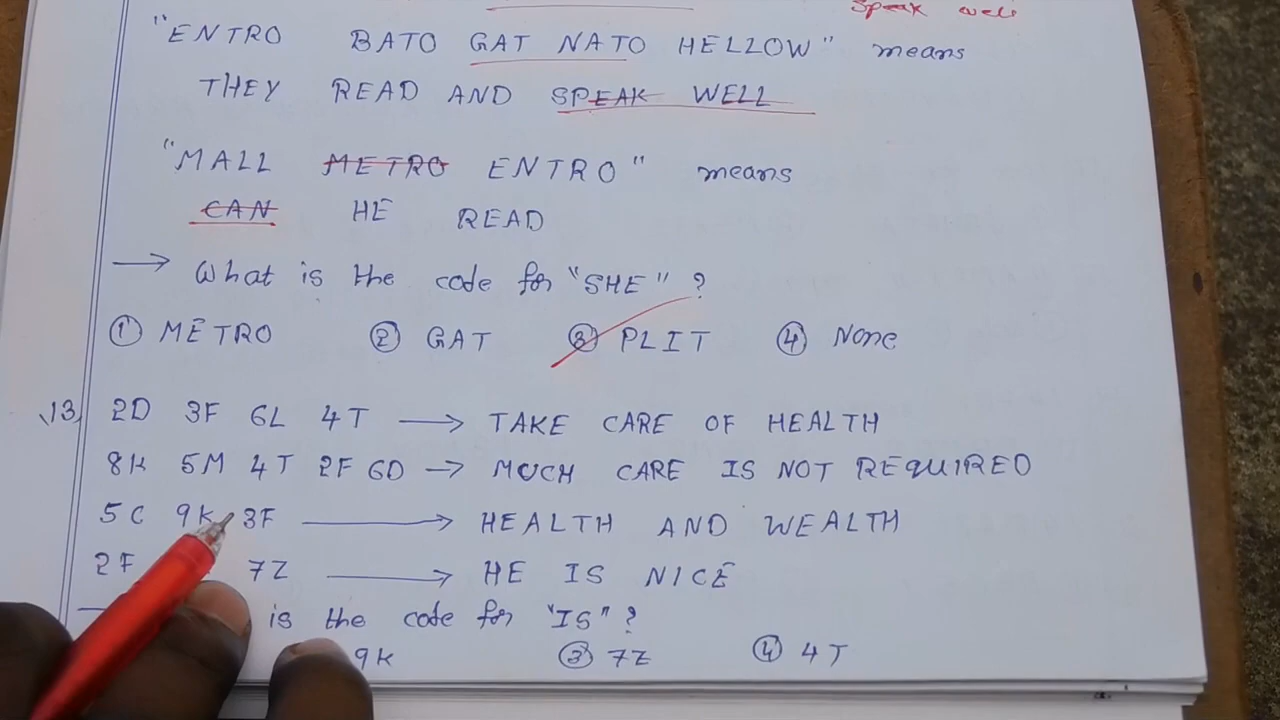 Speak well
"ENTRO BATO GAT NATO HELLOW" means
THEY READ AND SPEAK WELL
"MALL METRO ENTRO" means
CAN HE READ
→ What is the code for "SHE" ?
① METRO ② GAT ③ PLIT ④ None
13, 2D 3F 6L 4T → TAKE CARE OF HEALTH
8K 5M 4T 2F 6D → MUCH CARE IS NOT REQUIRED
5C 9K 3F → HEALTH AND WEALTH
2F 7Z → HE IS NICE
is the code for "IS" ?
9K ③ 7Z ④ 4T